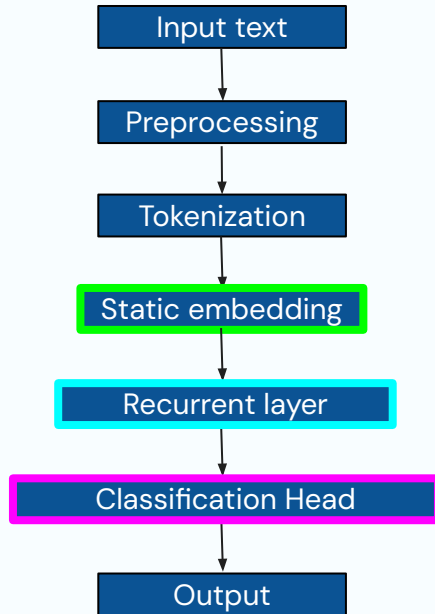 Input text
Preprocessing
Tokenization
Static embedding
Recurrent layer
Classification Head
Output